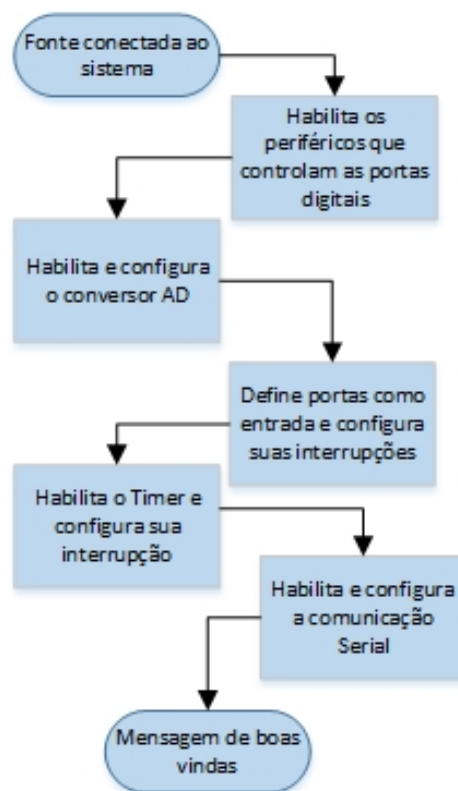 Fonte conectada ao
sistema
Habilita os
periféricos que
controlam as portas
digitais
Habilita e configura
o conversor AD
Define portas como
entrada e configura
suas interrupções
Habilita o Timer e
configura sua
interrupção
Habilita e configura
a comunicação
Serial
Mensagem de boas
vindas